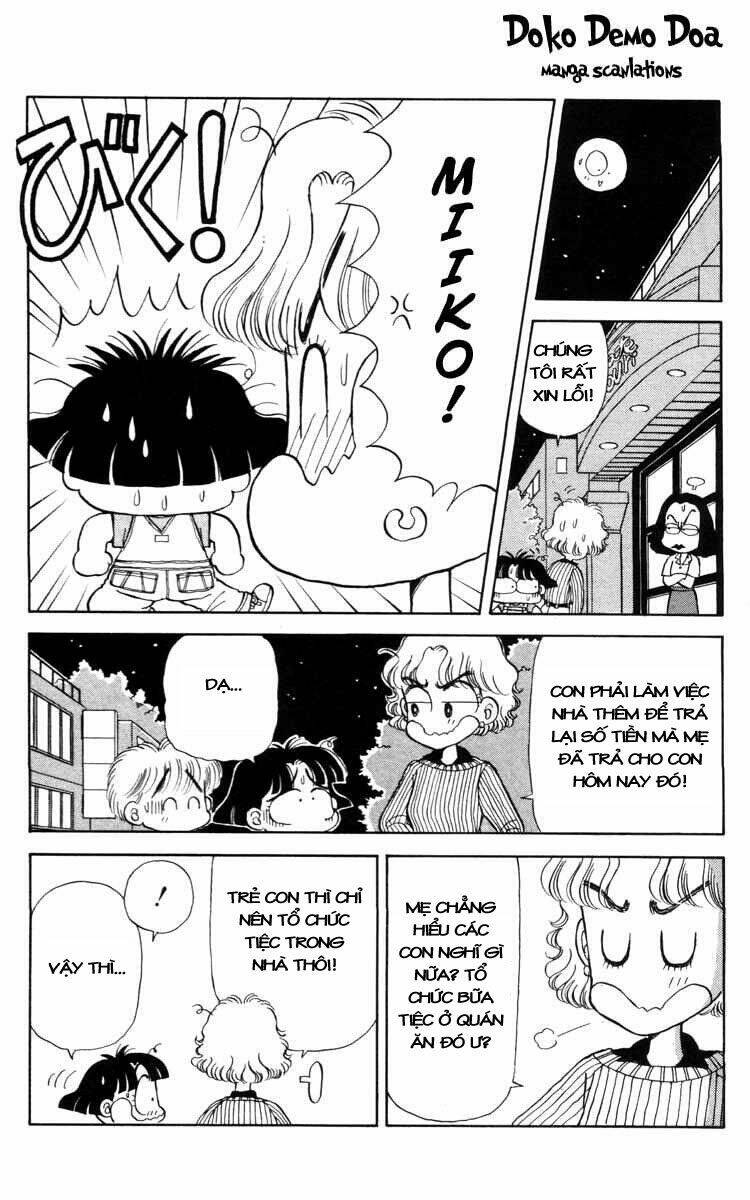 Doko Demo Doa
manga scanlations
CHÚNG
TÔI RẤT
XIN LỖI!
MIIKO!
びく!
CON PHẢI LÀM VIỆC
NHÀ THÊM ĐỂ TRẢ
LẠI SỐ TIỀN MÀ MẸ
ĐÃ TRẢ CHO CON
HÔM NAY ĐÓ!
DẠ...
MẸ CHẲNG
HIỂU CÁC
CON NGHĨ GÌ
NỮA? TỔ
CHỨC BỮA
TIỆC Ở QUÁN
ĂN ĐÓ Ư?
TRẺ CON THÌ CHỈ
NÊN TỔ CHỨC
TIỆC TRONG
NHÀ THÔI!
!
VẬY THÌ...